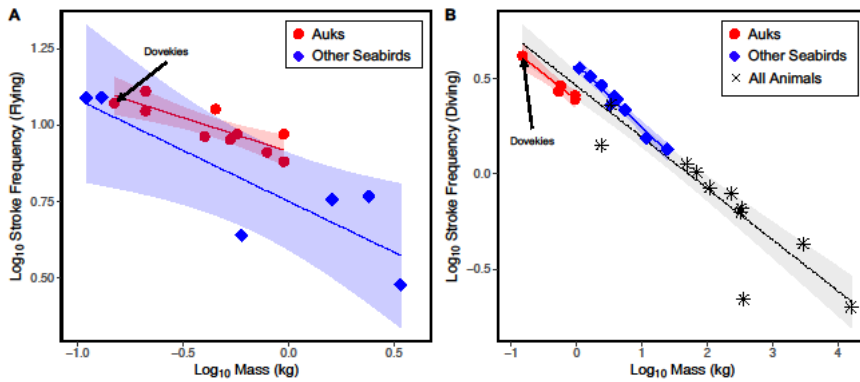 A
Log10 Stroke Frequency (Flying)
1.25
1.00
0.75
0.50
Dovekies
Auks
Other Seabirds
−1.0
−0.5
0.0
0.5
Log10 Mass (kg)
B
Log10 Stroke Frequency (Diving)
0.5
0.0
−0.5
Dovekies
Auks
Other Seabirds
All Animals
−1
0
1
2
3
4
Log10 Mass (kg)